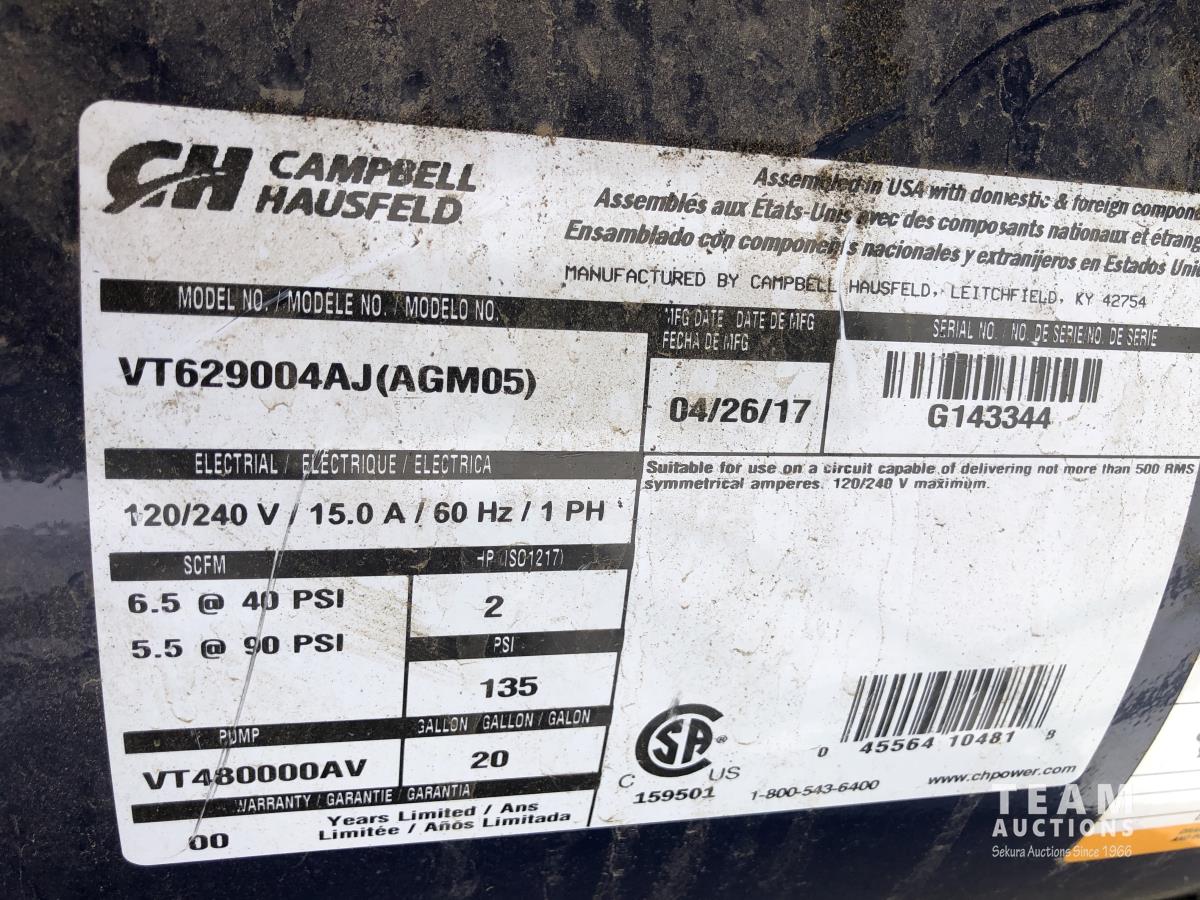 CH CAMPBELL
HAUSFELD
Assembled in USA with domestic & foreign
Assemblés aux États-Unis avec des composants nationaux et
Ensamblado con componentes nacionales y extranjeros en Estados
MANUFACTURED BY CAMPBELL HAUSFELD, LEITCHFIELD, KY 42754
MODEL NO. / MODÈLE NO. / MODELO NO.
MFG DATE DATE DE MFG
FECHA DE MFG
SERIAL NO. / NO. DE SERIE/NO. DE SERIE
VT629004AJ(AGM05)
04/26/17
G143344
ELECTRIAL / ÉLECTRIQUE / ELECTRICA
120/240 V / 15.0 A / 60 Hz / 1 PH
Suitable for use on a circuit capable of delivering not more than 500 RMS
symmetrical amperes. 120/240 V maximum.
SCFM
HP (ISO1217)
6.5 @ 40 PSI
5.5 @ 90 PSI
2
PSI
135
PUMP
GALLON / GALLON / GALON
VT480000AV
20
WARRANTY / GARANTIE / GARANTIA
00
Years Limited / Ans
Limitée / Años Limitada
CSA ®
C US
159501
0 45564 10481 8
1-800-543-6400
www.chpower.com
TEAM
AUCTIONS
Sekura Auctions Since 1966